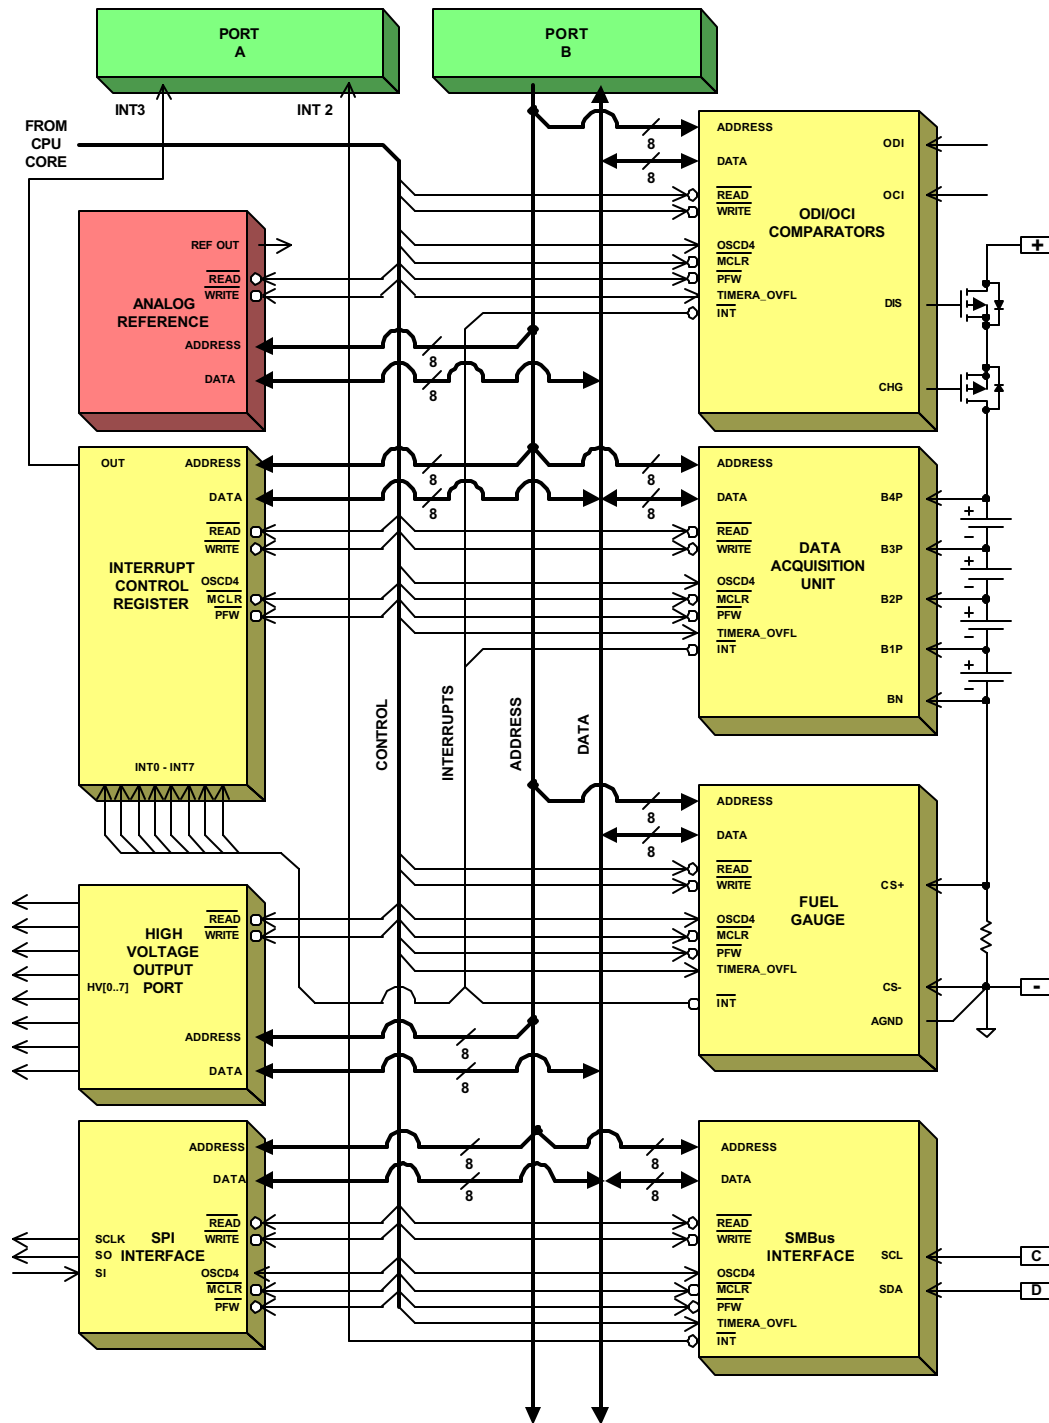 PORT
A
PORT
B
INT3
INT 2
FROM
CPU
CORE
ADDRESS
DATA
READ
WRITE
OSCD4
MCLR
PFW
TIMERA_OVFL
INT
ODI/OCI
COMPARATORS
ODI
OCI
DIS
CHG
8
8
+
REF OUT
READ
WRITE
ANALOG
REFERENCE
ADDRESS
DATA
8
8
OUT
ADDRESS
DATA
READ
WRITE
INTERRUPT
CONTROL
REGISTER
OSCD4
MCLR
PFW
INT0 - INT7
8
8
8
8
ADDRESS
DATA
READ
WRITE
OSCD4
MCLR
PFW
TIMERA_OVFL
INT
DATA
ACQUISITION
UNIT
B4P
B3P
B2P
B1P
BN
+
-
+
-
+
-
+
-
CONTROL
INTERRUPTS
ADDRESS
DATA
ADDRESS
DATA
READ
WRITE
OSCD4
MCLR
PFW
TIMERA_OVFL
INT
FUEL
GAUGE
CS+
CS-
AGND
8
8
-
READ
WRITE
HIGH
VOLTAGE
OUTPUT
PORT
HV[0..7]
ADDRESS
DATA
8
8
ADDRESS
DATA
READ
WRITE
SPI
INTERFACE
SCLK
SO
SI
OSCD4
MCLR
PFW
8
8
8
8
ADDRESS
DATA
READ
WRITE
SMBus
INTERFACE
OSCD4
MCLR
PFW
TIMERA_OVFL
INT
SCL
SDA
C
D